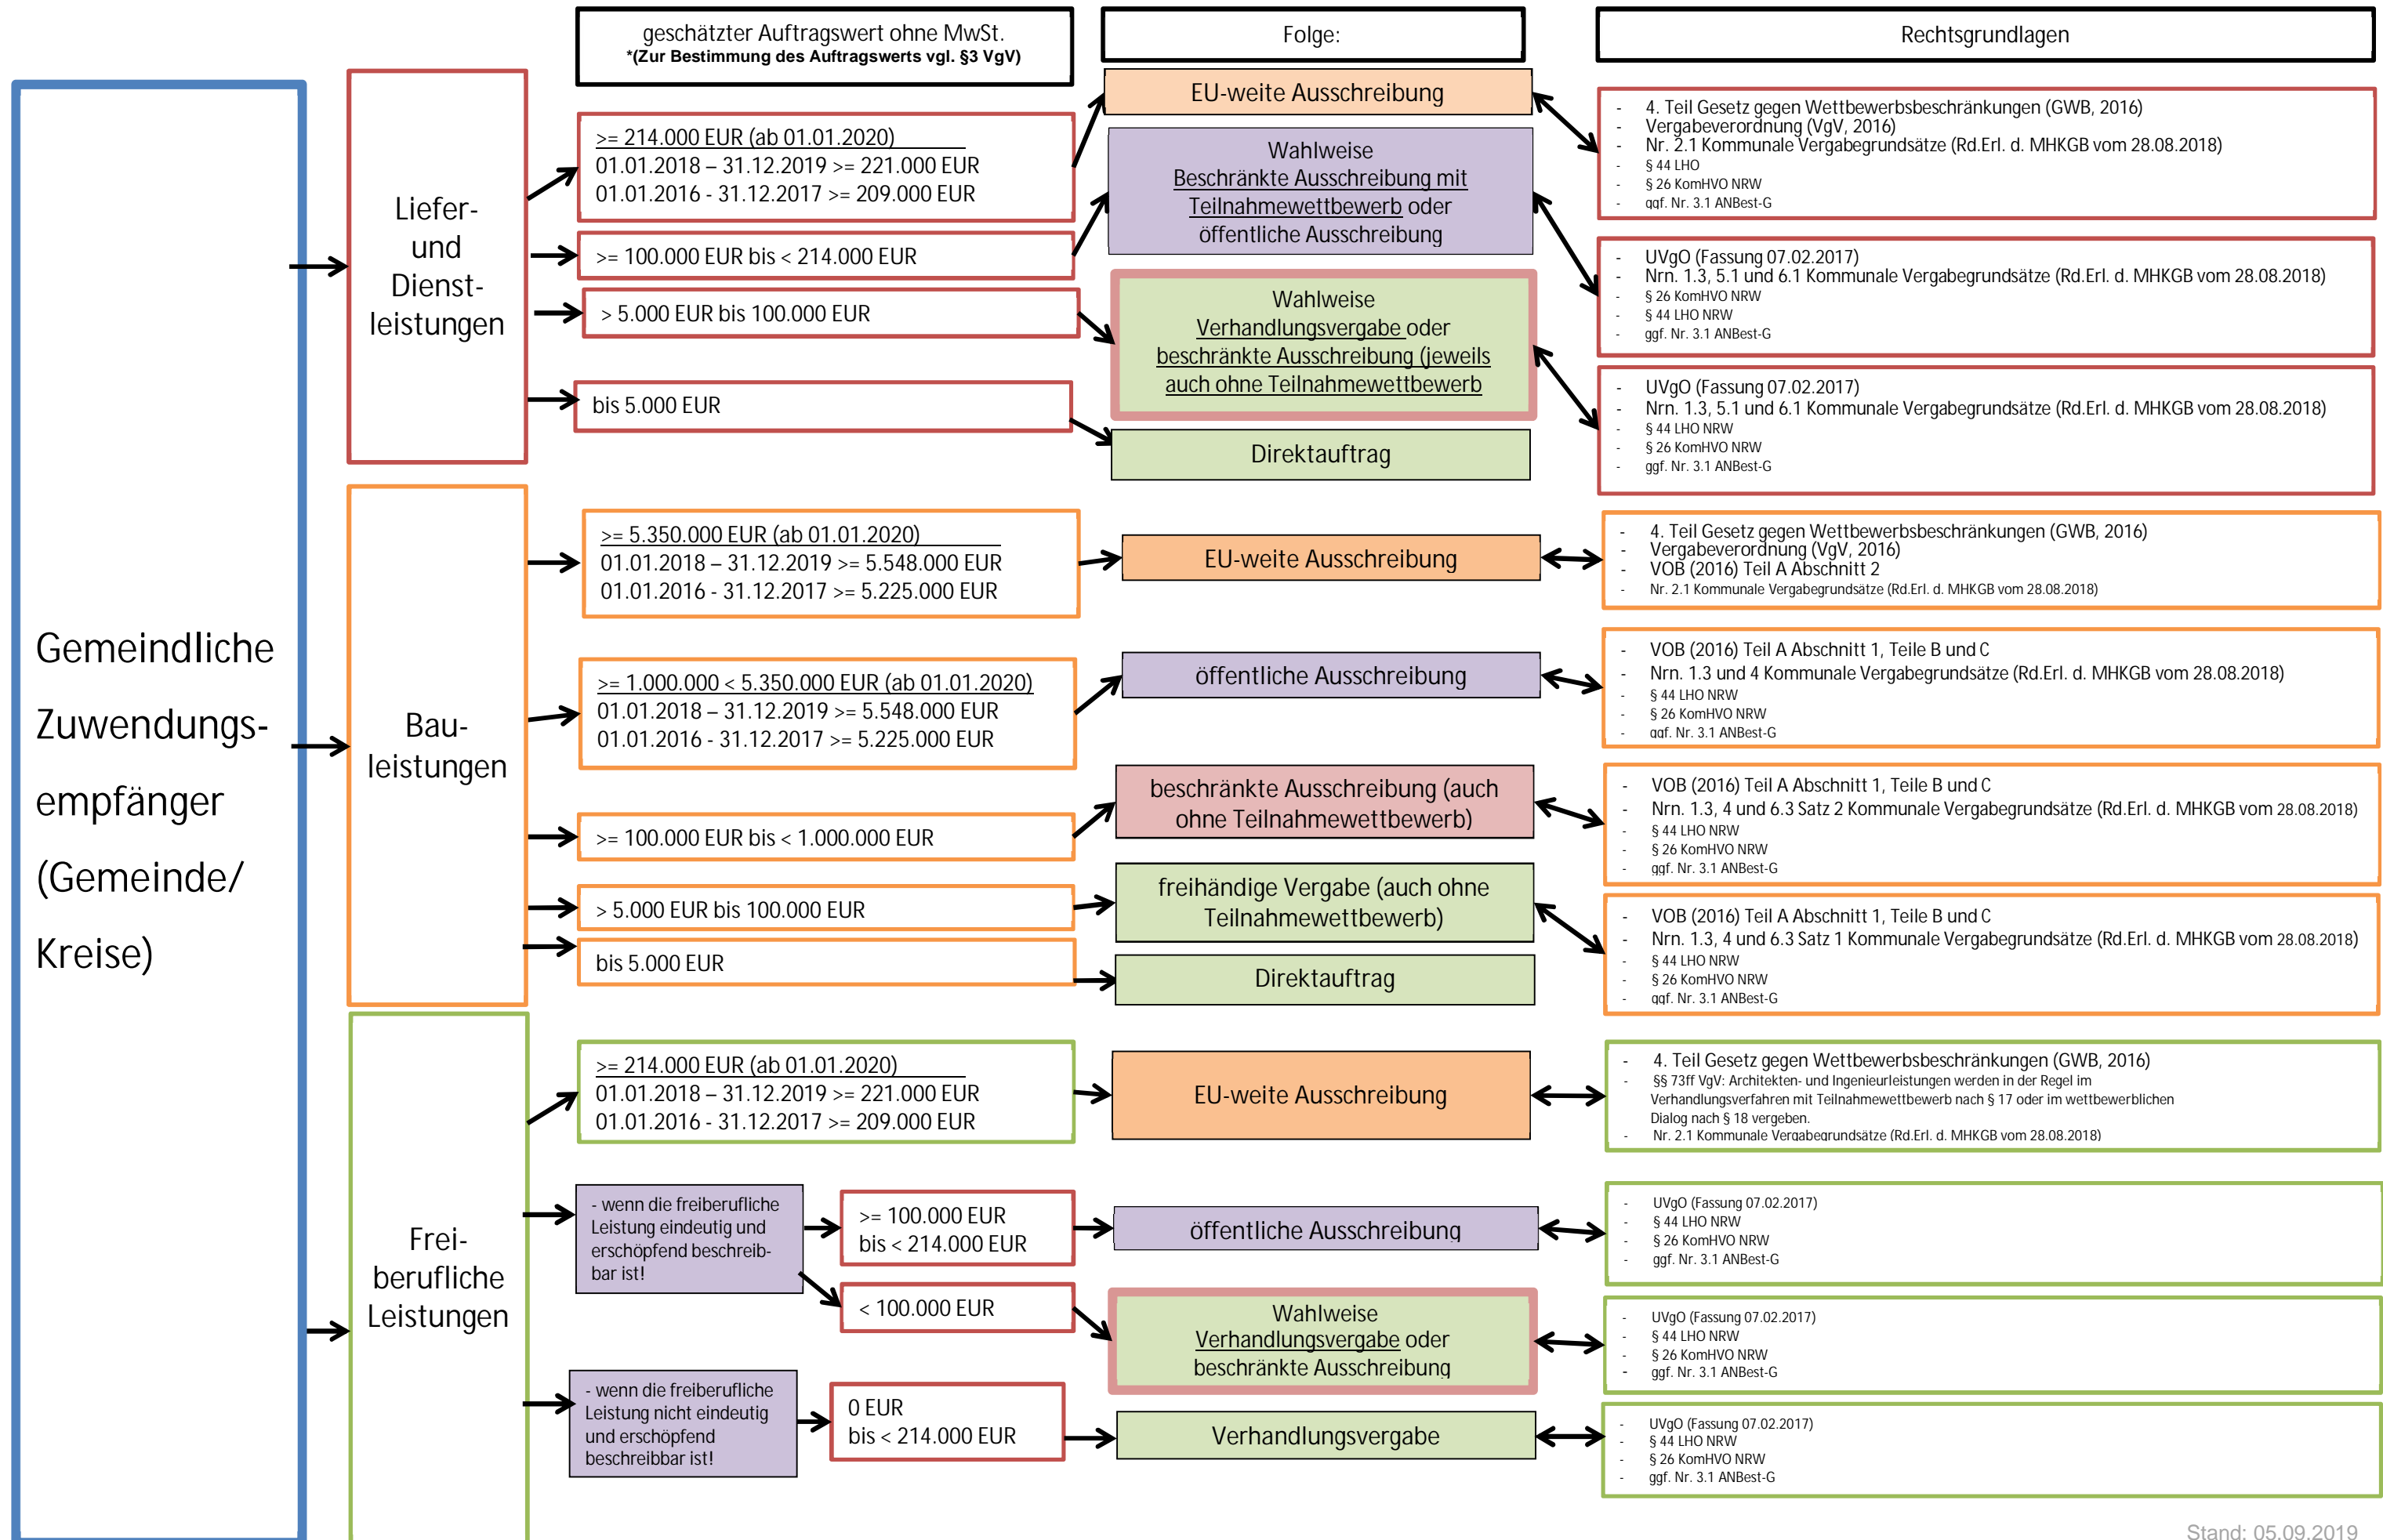 geschätzter Auftragswert ohne MwSt.
*(Zur Bestimmung des Auftragswerts vgl. §3 VgV)
Folge:
Rechtsgrundlagen
Gemeindliche
Zuwendungs-
empfänger
(Gemeinde/
Kreise)
Liefer-
und
Dienst-
leistungen
>= 214.000 EUR (ab 01.01.2020)
01.01.2018 – 31.12.2019 >= 221.000 EUR
01.01.2016 - 31.12.2017 >= 209.000 EUR
>= 100.000 EUR bis < 214.000 EUR
> 5.000 EUR bis 100.000 EUR
bis 5.000 EUR
EU-weite Ausschreibung
Wahlweise
Beschränkte Ausschreibung mit
Teilnahmewettbewerb oder
öffentliche Ausschreibung
Wahlweise
Verhandlungsvergabe oder
beschränkte Ausschreibung (jeweils
auch ohne Teilnahmewettbewerb
Direktauftrag
- 4. Teil Gesetz gegen Wettbewerbsbeschränkungen (GWB, 2016)
- Vergabeverordnung (VgV, 2016)
- Nr. 2.1 Kommunale Vergabegrundsätze (Rd.Erl. d. MHKGB vom 28.08.2018)
- § 44 LHO
- § 26 KomHVO NRW
- ggf. Nr. 3.1 ANBest-G
- UVgO (Fassung 07.02.2017)
- Nrn. 1.3, 5.1 und 6.1 Kommunale Vergabegrundsätze (Rd.Erl. d. MHKGB vom 28.08.2018)
- § 26 KomHVO NRW
- § 44 LHO NRW
- ggf. Nr. 3.1 ANBest-G
- UVgO (Fassung 07.02.2017)
- Nrn. 1.3, 5.1 und 6.1 Kommunale Vergabegrundsätze (Rd.Erl. d. MHKGB vom 28.08.2018)
- § 44 LHO NRW
- § 26 KomHVO NRW
- ggf. Nr. 3.1 ANBest-G
Bau-
leistungen
>= 5.350.000 EUR (ab 01.01.2020)
01.01.2018 – 31.12.2019 >= 5.548.000 EUR
01.01.2016 - 31.12.2017 >= 5.225.000 EUR
>= 1.000.000 < 5.350.000 EUR (ab 01.01.2020)
01.01.2018 – 31.12.2019 >= 5.548.000 EUR
01.01.2016 - 31.12.2017 >= 5.225.000 EUR
>= 100.000 EUR bis < 1.000.000 EUR
> 5.000 EUR bis 100.000 EUR
bis 5.000 EUR
EU-weite Ausschreibung
öffentliche Ausschreibung
beschränkte Ausschreibung (auch
ohne Teilnahmewettbewerb)
freihändige Vergabe (auch ohne
Teilnahmewettbewerb)
Direktauftrag
- 4. Teil Gesetz gegen Wettbewerbsbeschränkungen (GWB, 2016)
- Vergabeverordnung (VgV, 2016)
- VOB (2016) Teil A Abschnitt 2
- Nr. 2.1 Kommunale Vergabegrundsätze (Rd.Erl. d. MHKGB vom 28.08.2018)
- VOB (2016) Teil A Abschnitt 1, Teile B und C
- Nrn. 1.3 und 4 Kommunale Vergabegrundsätze (Rd.Erl. d. MHKGB vom 28.08.2018)
- § 44 LHO NRW
- § 26 KomHVO NRW
- ggf. Nr. 3.1 ANBest-G
- VOB (2016) Teil A Abschnitt 1, Teile B und C
- Nrn. 1.3, 4 und 6.3 Satz 2 Kommunale Vergabegrundsätze (Rd.Erl. d. MHKGB vom 28.08.2018)
- § 44 LHO NRW
- § 26 KomHVO NRW
- ggf. Nr. 3.1 ANBest-G
- VOB (2016) Teil A Abschnitt 1, Teile B und C
- Nrn. 1.3, 4 und 6.3 Satz 1 Kommunale Vergabegrundsätze (Rd.Erl. d. MHKGB vom 28.08.2018)
- § 44 LHO NRW
- § 26 KomHVO NRW
- ggf. Nr. 3.1 ANBest-G
Frei-
berufliche
Leistungen
>= 214.000 EUR (ab 01.01.2020)
01.01.2018 – 31.12.2019 >= 221.000 EUR
01.01.2016 - 31.12.2017 >= 209.000 EUR
- wenn die freiberufliche
Leistung eindeutig und
erschöpfend beschreib-
bar ist!
>= 100.000 EUR
bis < 214.000 EUR
< 100.000 EUR
- wenn die freiberufliche
Leistung nicht eindeutig
und erschöpfend
beschreibbar ist!
0 EUR
bis < 214.000 EUR
EU-weite Ausschreibung
öffentliche Ausschreibung
Wahlweise
Verhandlungsvergabe oder
beschränkte Ausschreibung
Verhandlungsvergabe
- 4. Teil Gesetz gegen Wettbewerbsbeschränkungen (GWB, 2016)
- §§ 73ff VgV: Architekten- und Ingenieurleistungen werden in der Regel im
Verhandlungsverfahren mit Teilnahmewettbewerb nach § 17 oder im wettbewerblichen
Dialog nach § 18 vergeben.
- Nr. 2.1 Kommunale Vergabegrundsätze (Rd.Erl. d. MHKGB vom 28.08.2018)
- UVgO (Fassung 07.02.2017)
- § 44 LHO NRW
- § 26 KomHVO NRW
- ggf. Nr. 3.1 ANBest-G
- UVgO (Fassung 07.02.2017)
- § 44 LHO NRW
- § 26 KomHVO NRW
- ggf. Nr. 3.1 ANBest-G
- UVgO (Fassung 07.02.2017)
- § 44 LHO NRW
- § 26 KomHVO NRW
- ggf. Nr. 3.1 ANBest-G
Stand: 05.09.2019